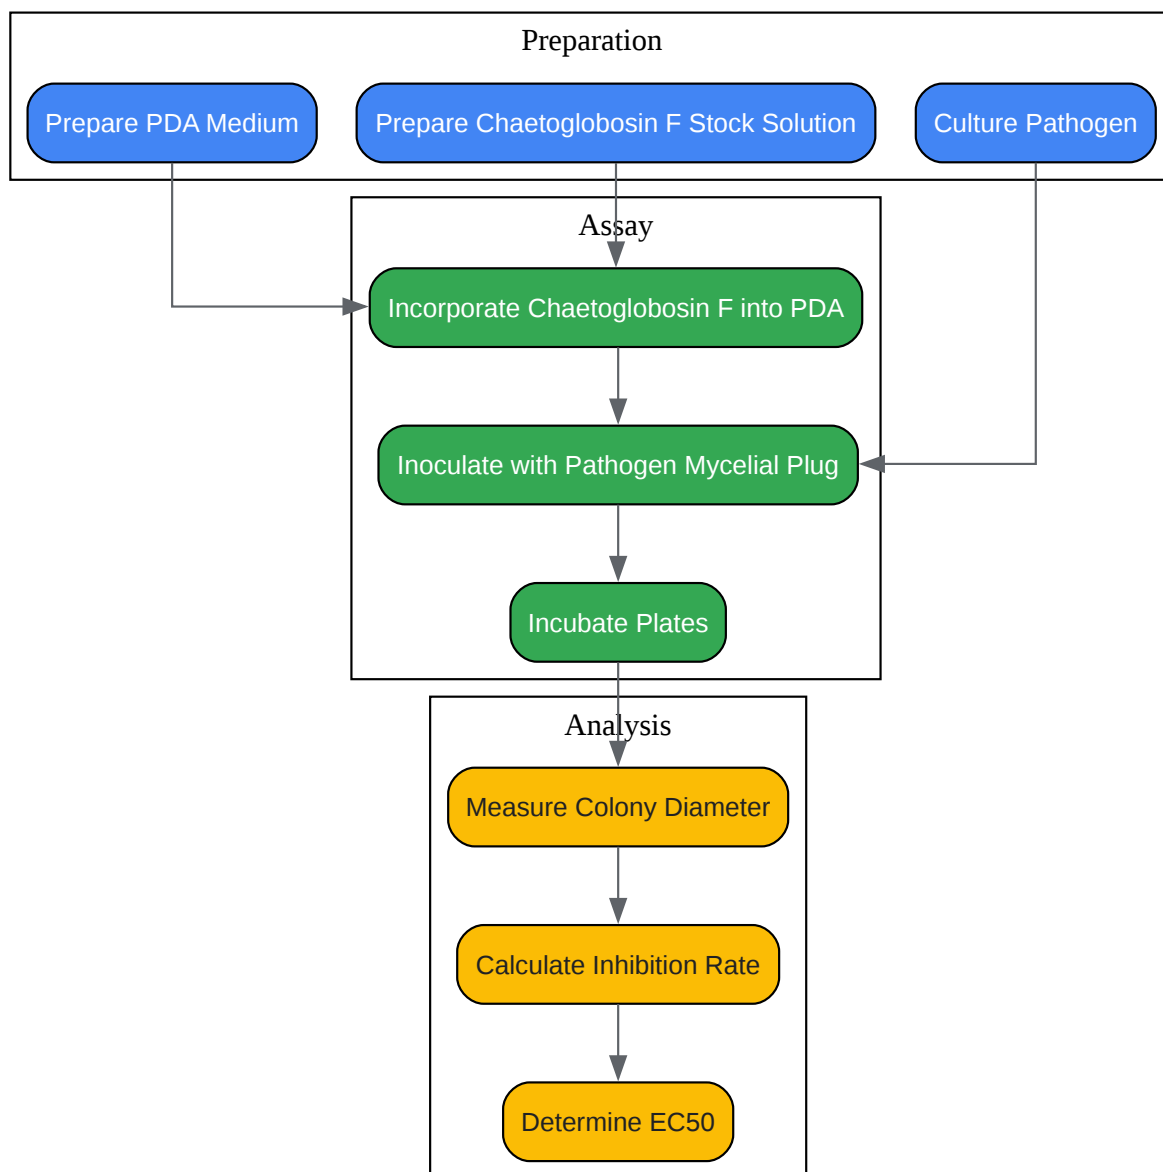 Preparation
Prepare PDA Medium
Prepare Chaetoglobosin F Stock Solution
Culture Pathogen
Assay
Incorporate Chaetoglobosin F into PDA
Inoculate with Pathogen Mycelial Plug
Incubate Plates
Analysis
Measure Colony Diameter
Calculate Inhibition Rate
Determine EC50